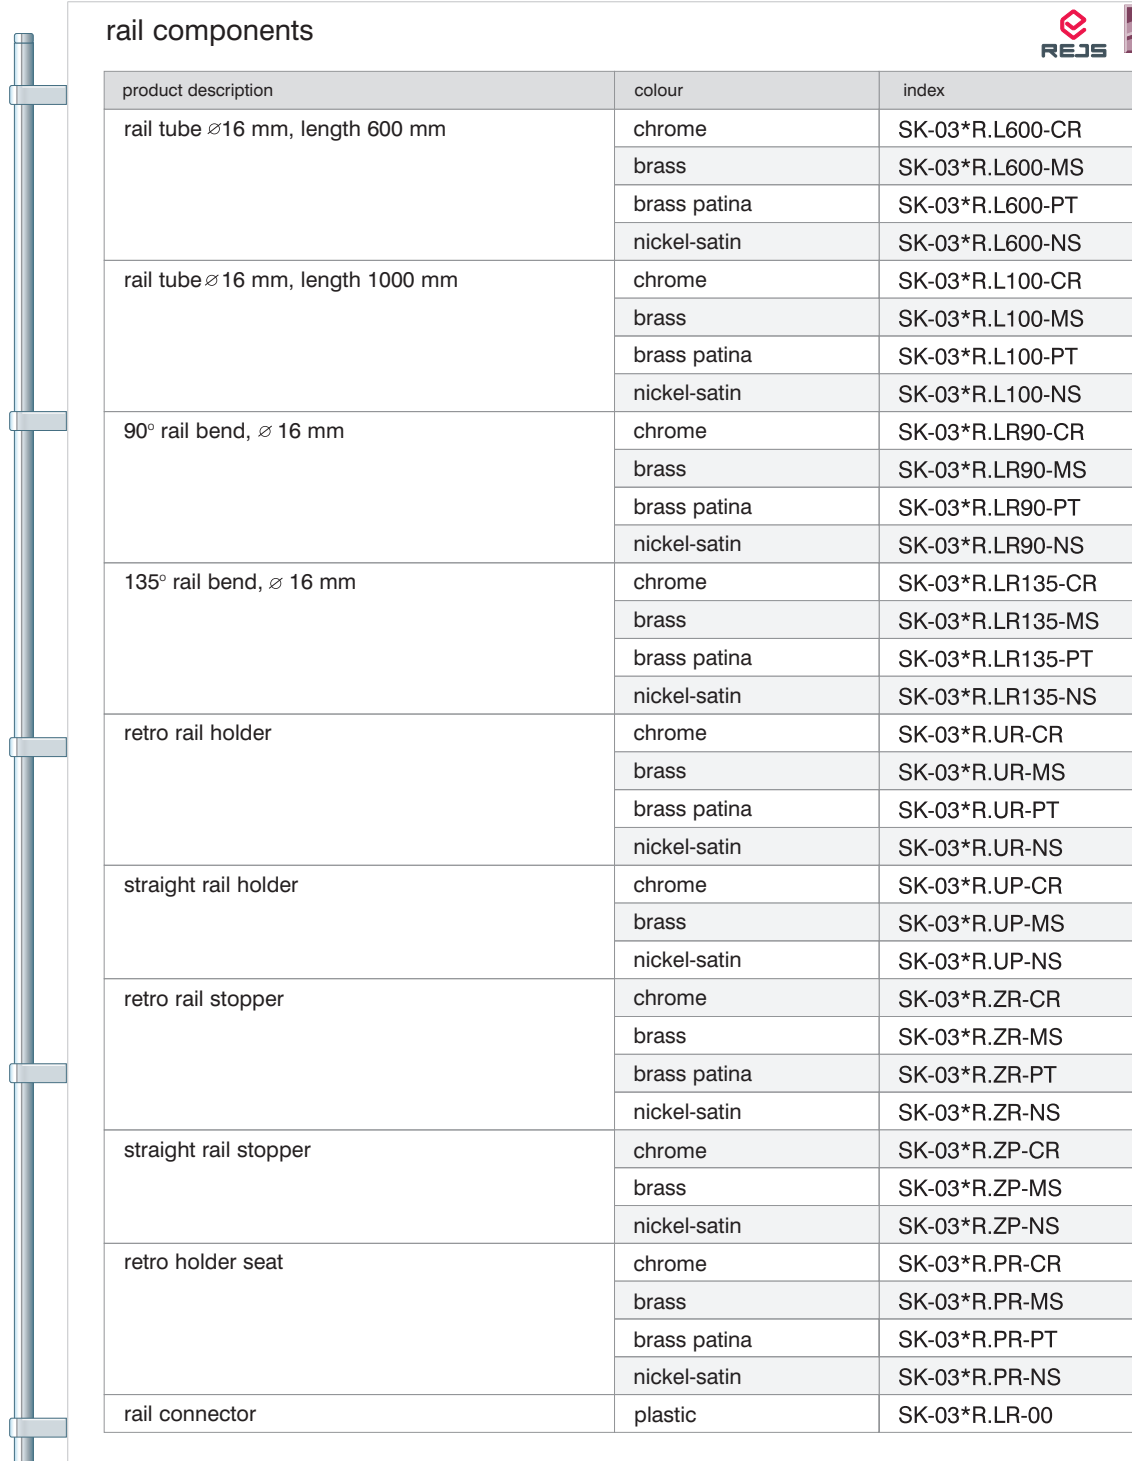 rail components
REJS
product description colour index
rail tube ⌀16 mm, length 600 mm chrome SK-03*R.L600-CR
brass SK-03*R.L600-MS
brass patina SK-03*R.L600-PT
nickel-satin SK-03*R.L600-NS
rail tube ⌀16 mm, length 1000 mm chrome SK-03*R.L100-CR
brass SK-03*R.L100-MS
brass patina SK-03*R.L100-PT
nickel-satin SK-03*R.L100-NS
90° rail bend, ⌀ 16 mm chrome SK-03*R.LR90-CR
brass SK-03*R.LR90-MS
brass patina SK-03*R.LR90-PT
nickel-satin SK-03*R.LR90-NS
135° rail bend, ⌀ 16 mm chrome SK-03*R.LR135-CR
brass SK-03*R.LR135-MS
brass patina SK-03*R.LR135-PT
nickel-satin SK-03*R.LR135-NS
retro rail holder chrome SK-03*R.UR-CR
brass SK-03*R.UR-MS
brass patina SK-03*R.UR-PT
nickel-satin SK-03*R.UR-NS
straight rail holder chrome SK-03*R.UP-CR
brass SK-03*R.UP-MS
nickel-satin SK-03*R.UP-NS
retro rail stopper chrome SK-03*R.ZR-CR
brass SK-03*R.ZR-MS
brass patina SK-03*R.ZR-PT
nickel-satin SK-03*R.ZR-NS
straight rail stopper chrome SK-03*R.ZP-CR
brass SK-03*R.ZP-MS
nickel-satin SK-03*R.ZP-NS
retro holder seat chrome SK-03*R.PR-CR
brass SK-03*R.PR-MS
brass patina SK-03*R.PR-PT
nickel-satin SK-03*R.PR-NS
rail connector plastic SK-03*R.LR-00